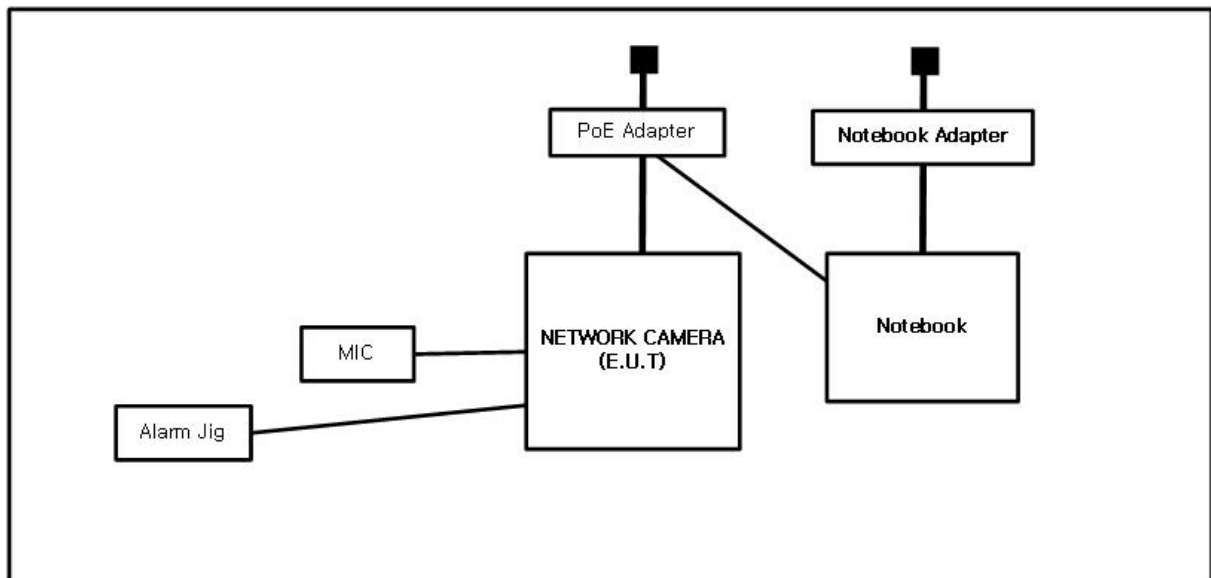 PoE Adapter
Notebook Adapter
NETWORK CAMERA
(E.U.T)
Notebook
MIC
Alarm Jig